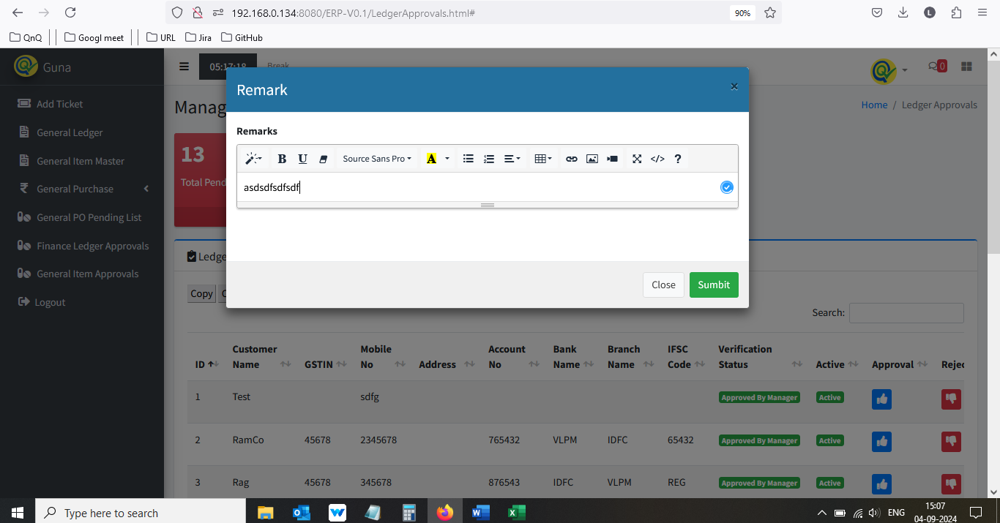 192.168.0.134:8080/ERP-V0.1/LedgerApprovals.html#
90%
L
QnQ
Googl meet
URL
Jira
GitHub
Guna
05:17:18
Break
0
Add Ticket
General Ledger
General Item Master
General Purchase
General PO Pending List
Finance Ledger Approvals
General Item Approvals
Logout
Manag
Home / Ledger Approvals
13
Total Pend
Remark
×
Remarks
B U Source Sans Pro A </> ?
asdsdfsdfsdf
Close
Sumbit
Ledge
Copy
Search:
ID Customer Name GSTIN Mobile No Address Account No Bank Name Branch Name IFSC Code Verification Status Active Approval Rejec
1 Test sdfg Approved By Manager Active
2 RamCo 45678 2345678 765432 VLPM IDFC 65432 Approved By Manager Active
3 Rag 45678 345678 876543 IDFC VLPM REG Approved By Manager Active
Type here to search
ENG
15:07
04-09-2024